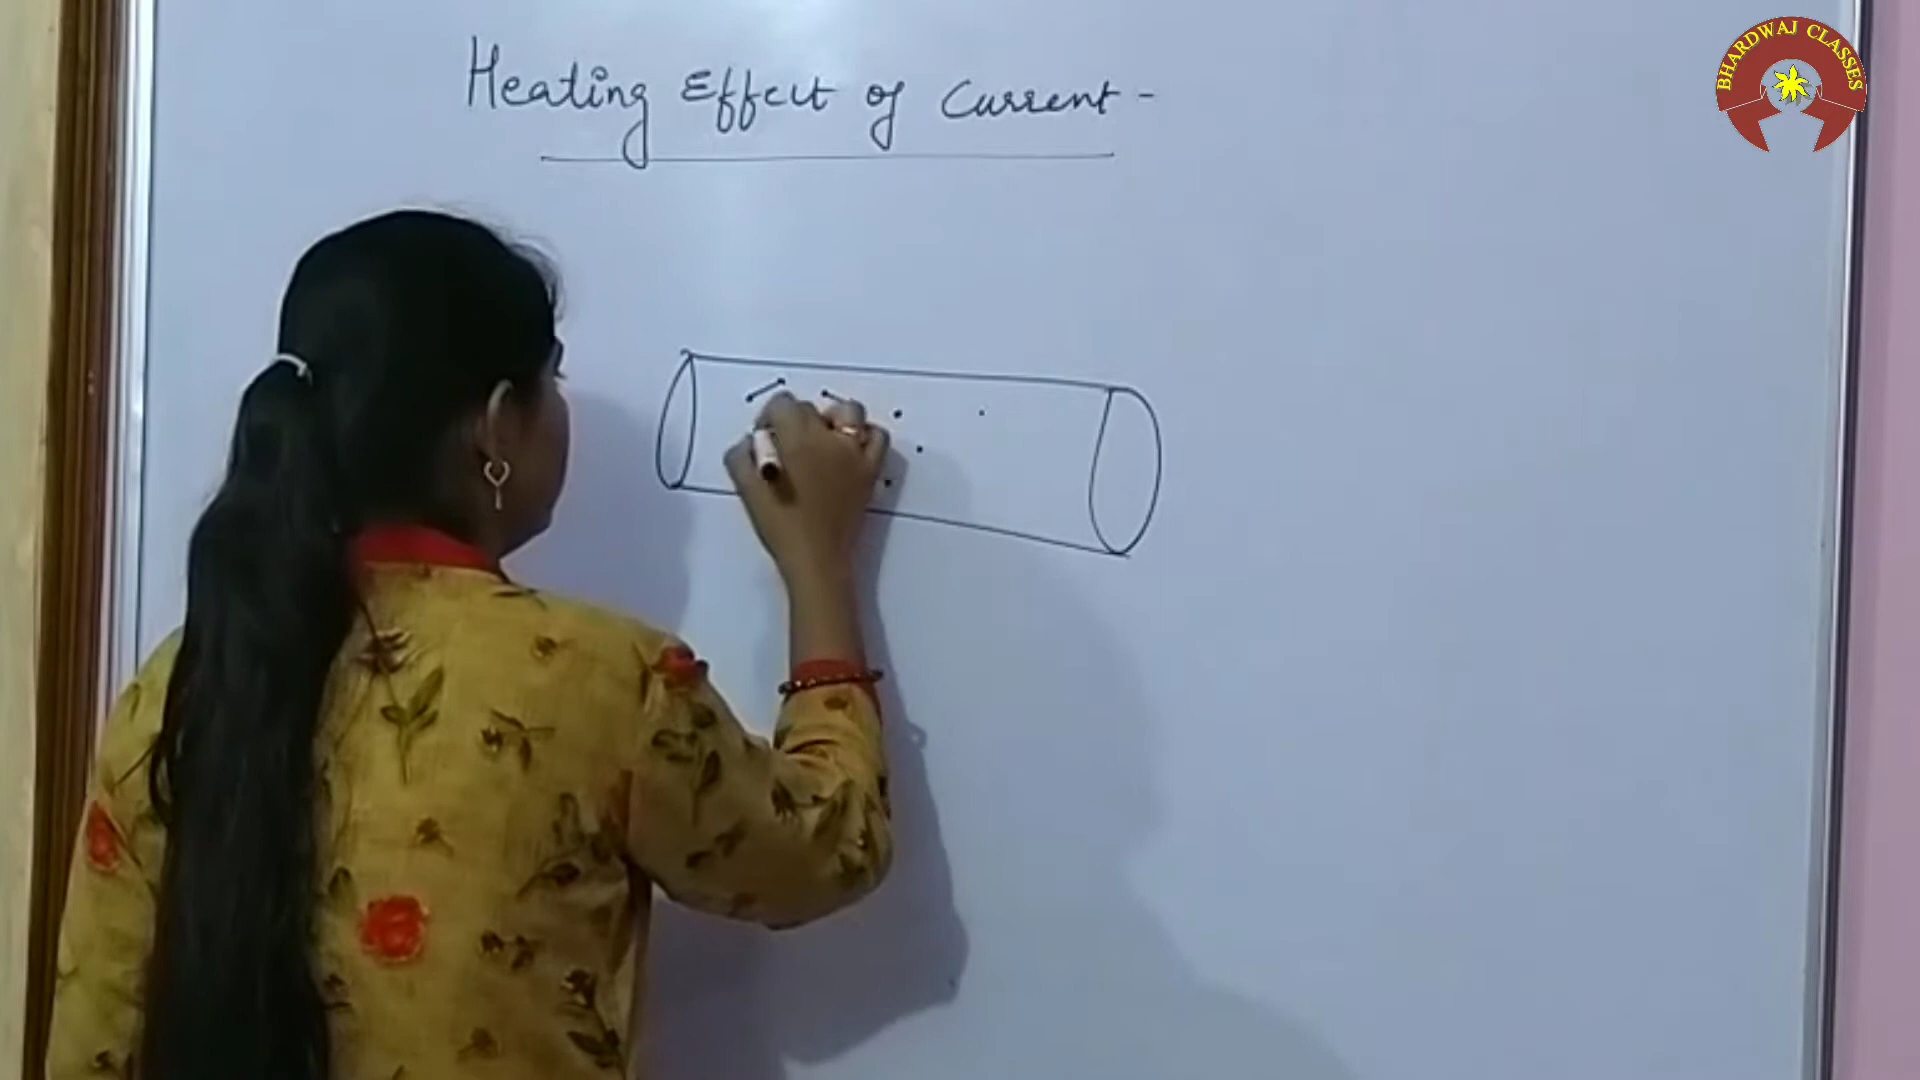 Heating Effect of Current -
BHARDWAJ CLASSES